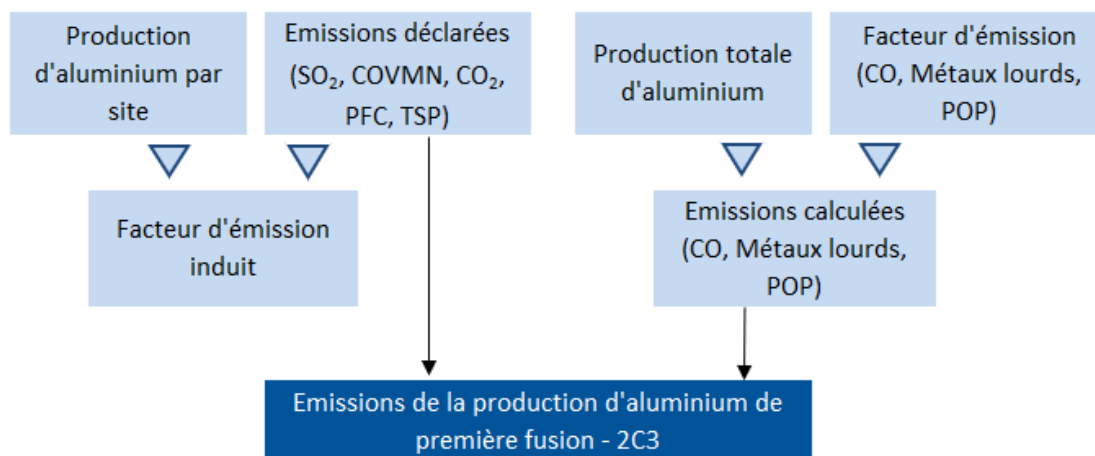 Production
d'aluminium par
site
Emissions déclarées
(SO₂, COVMN, CO₂,
PFC, TSP)
Production totale
d'aluminium
Facteur d'émission
(CO, Métaux lourds,
POP)
Facteur d'émission
induit
Emissions calculées
(CO, Métaux lourds,
POP)
Emissions de la production d'aluminium de
première fusion - 2C3